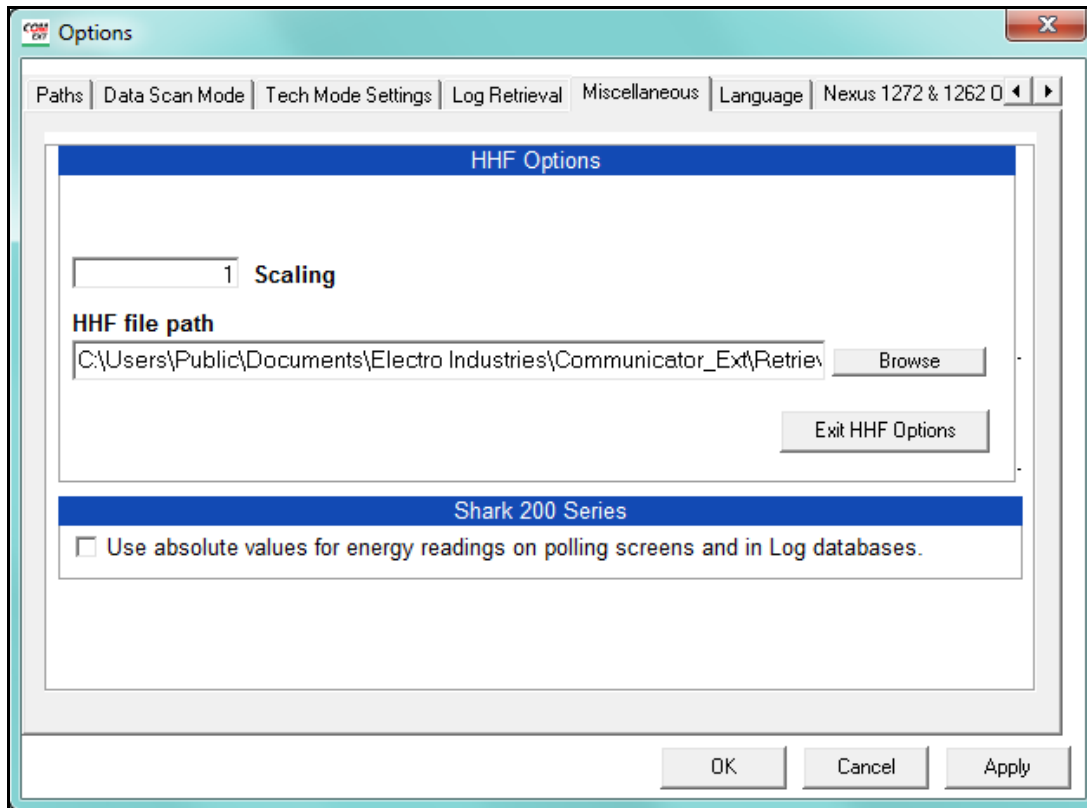 COM EXT Options X
Paths Data Scan Mode Tech Mode Settings Log Retrieval Miscellaneous Language Nexus 1272 & 1262 O
HHF Options
1 Scaling
HHF file path
C:\Users\Public\Documents\Electro Industries\Communicator_Ext\Retriev Browse
Exit HHF Options
Shark 200 Series
Use absolute values for energy readings on polling screens and in Log databases.
OK Cancel Apply